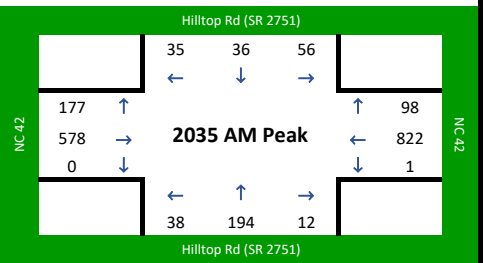 Hilltop Rd (SR 2751)
35 36 56
← ↓ →
177 ↑ ↑ 98
NC 42 578 → 2035 AM Peak ← 822 NC 42
0 ↓ ↓ 1
← ↑ →
38 194 12
Hilltop Rd (SR 2751)